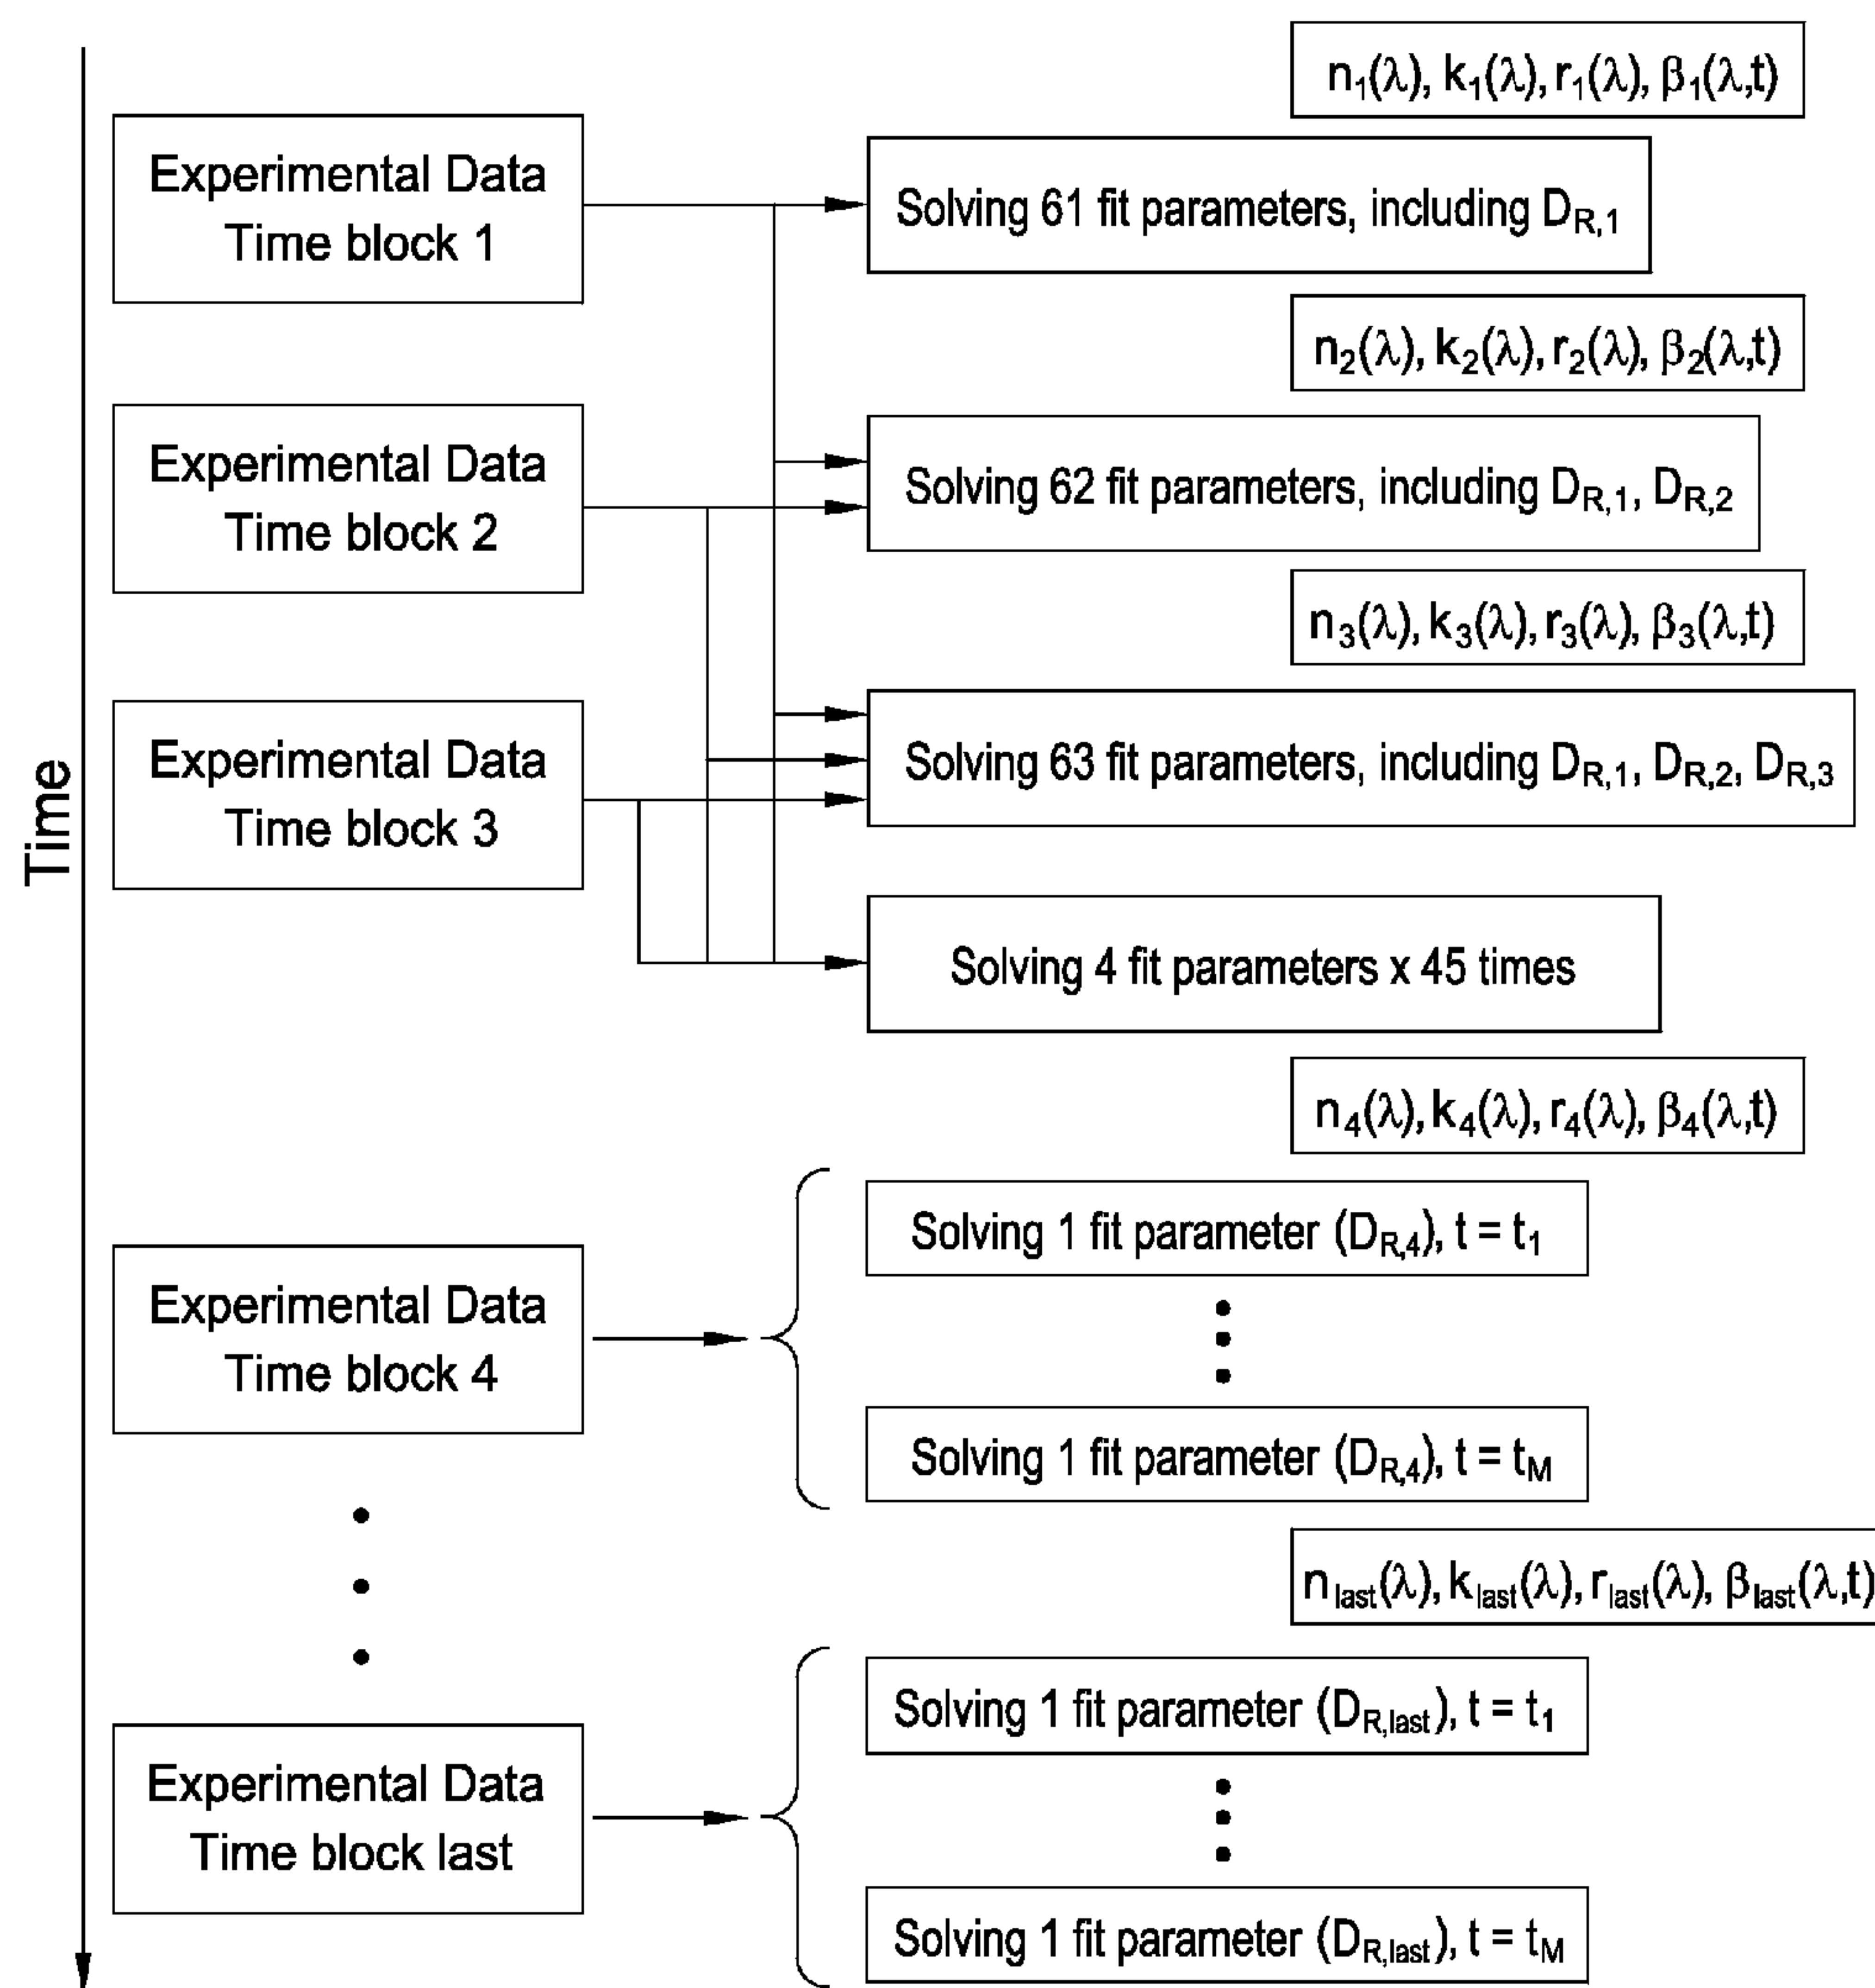 Time
n₁(λ), k₁(λ), r₁(λ), β₁(λ,t)
Experimental Data
Time block 1
Solving 61 fit parameters, including D_R,1
n₂(λ), k₂(λ), r₂(λ), β₂(λ,t)
Experimental Data
Time block 2
Solving 62 fit parameters, including D_R,1, D_R,2
n₃(λ), k₃(λ), r₃(λ), β₃(λ,t)
Experimental Data
Time block 3
Solving 63 fit parameters, including D_R,1, D_R,2, D_R,3
Solving 4 fit parameters x 45 times
n₄(λ), k₄(λ), r₄(λ), β₄(λ,t)
Experimental Data
Time block 4
Solving 1 fit parameter (D_R,4), t = t₁
Solving 1 fit parameter (D_R,4), t = t_M
n_last(λ), k_last(λ), r_last(λ), β_last(λ,t)
Experimental Data
Time block last
Solving 1 fit parameter (D_R,last), t = t₁
Solving 1 fit parameter (D_R,last), t = t_M